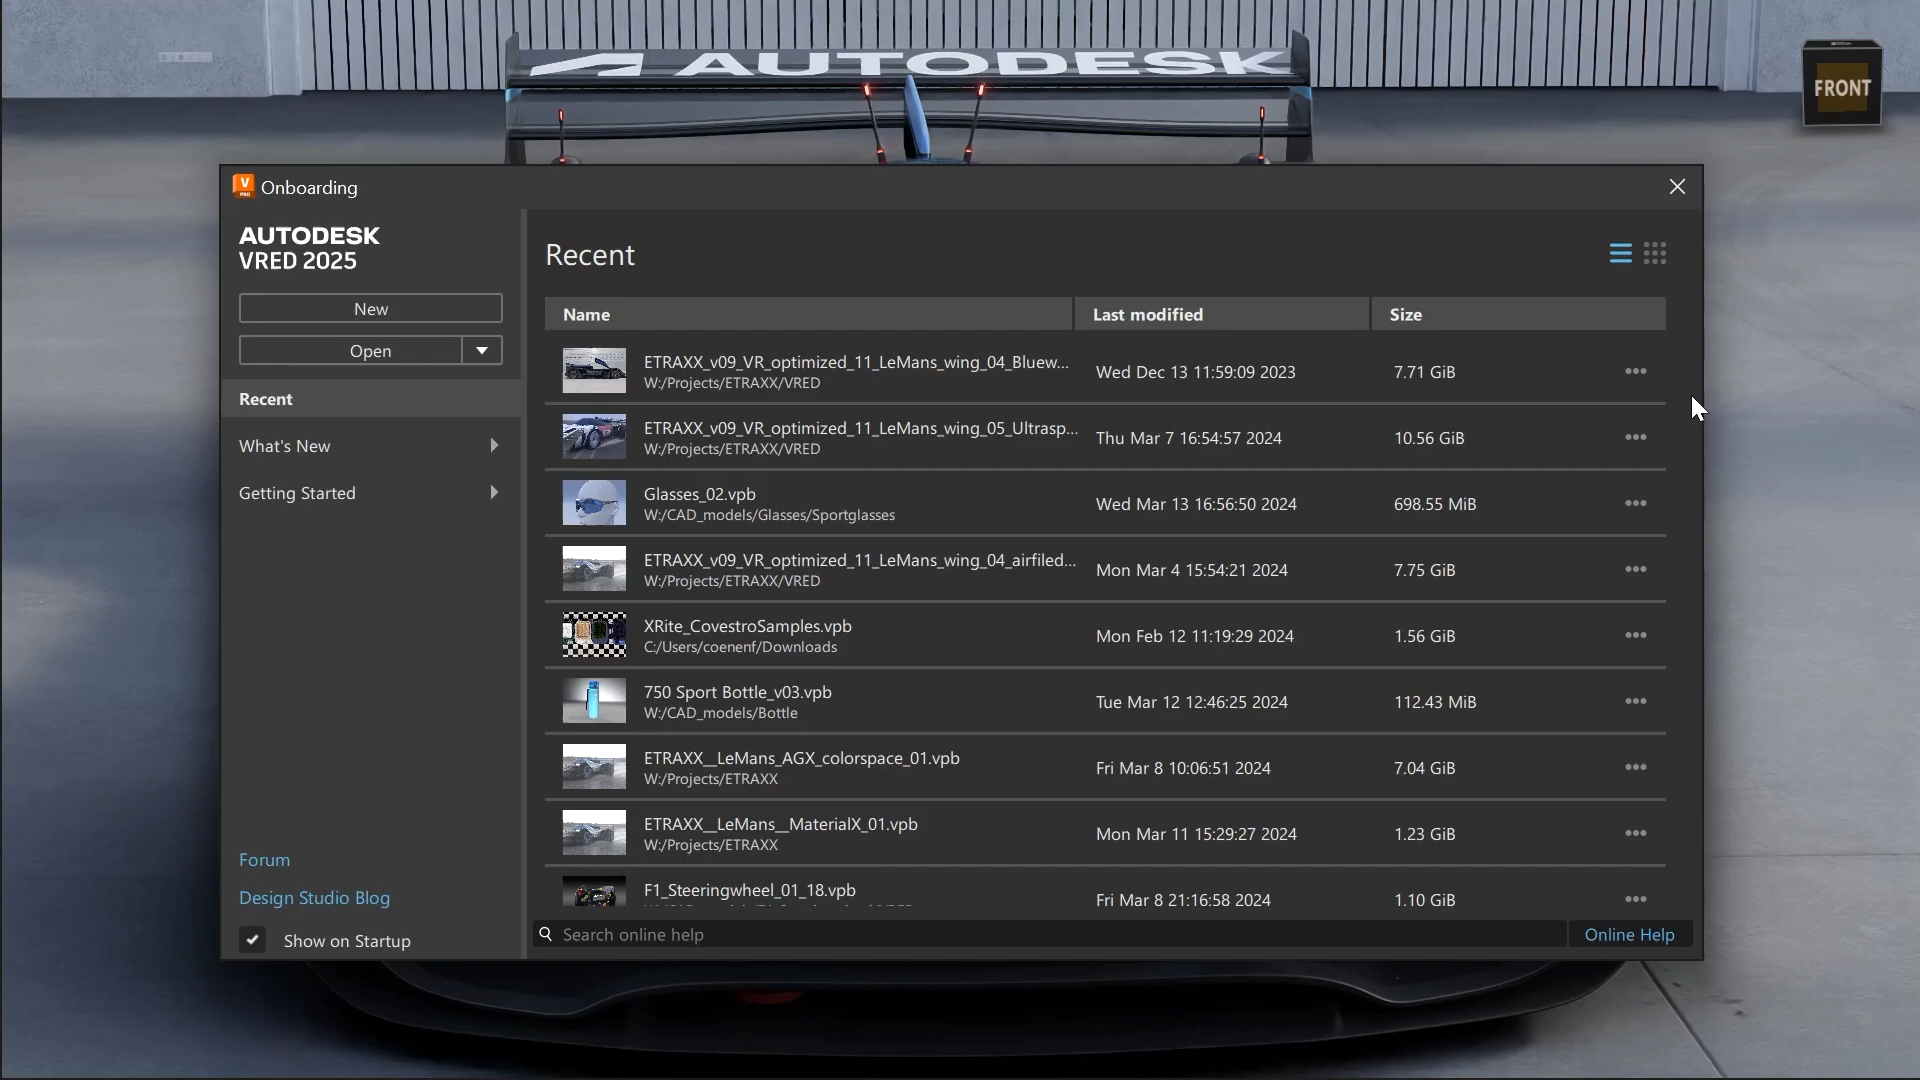 AUTODESK
FRONT
Onboarding
AUTODESK
VRED 2025
New
Open
Recent
What's New
Getting Started
Forum
Design Studio Blog
Show on Startup
Recent
Name Last modified Size
ETRAXX_v09_VR_optimized_11_LeMans_wing_04_Bluew... Wed Dec 13 11:59:09 2023 7.71 GiB
W:/Projects/ETRAXX/VRED
ETRAXX_v09_VR_optimized_11_LeMans_wing_05_Ultrasp... Thu Mar 7 16:54:57 2024 10.56 GiB
W:/Projects/ETRAXX/VRED
Glasses_02.vpb Wed Mar 13 16:56:50 2024 698.55 MiB
W:/CAD_models/Glasses/Sportglasses
ETRAXX_v09_VR_optimized_11_LeMans_wing_04_airfiled... Mon Mar 4 15:54:21 2024 7.75 GiB
W:/Projects/ETRAXX/VRED
XRite_CovestroSamples.vpb Mon Feb 12 11:19:29 2024 1.56 GiB
C:/Users/coenenf/Downloads
750 Sport Bottle_v03.vpb Tue Mar 12 12:46:25 2024 112.43 MiB
W:/CAD_models/Bottle
ETRAXX__LeMans_AGX_colorspace_01.vpb Fri Mar 8 10:06:51 2024 7.04 GiB
W:/Projects/ETRAXX
ETRAXX__LeMans__MaterialX_01.vpb Mon Mar 11 15:29:27 2024 1.23 GiB
W:/Projects/ETRAXX
F1_Steeringwheel_01_18.vpb Fri Mar 8 21:16:58 2024 1.10 GiB
Search online help Online Help